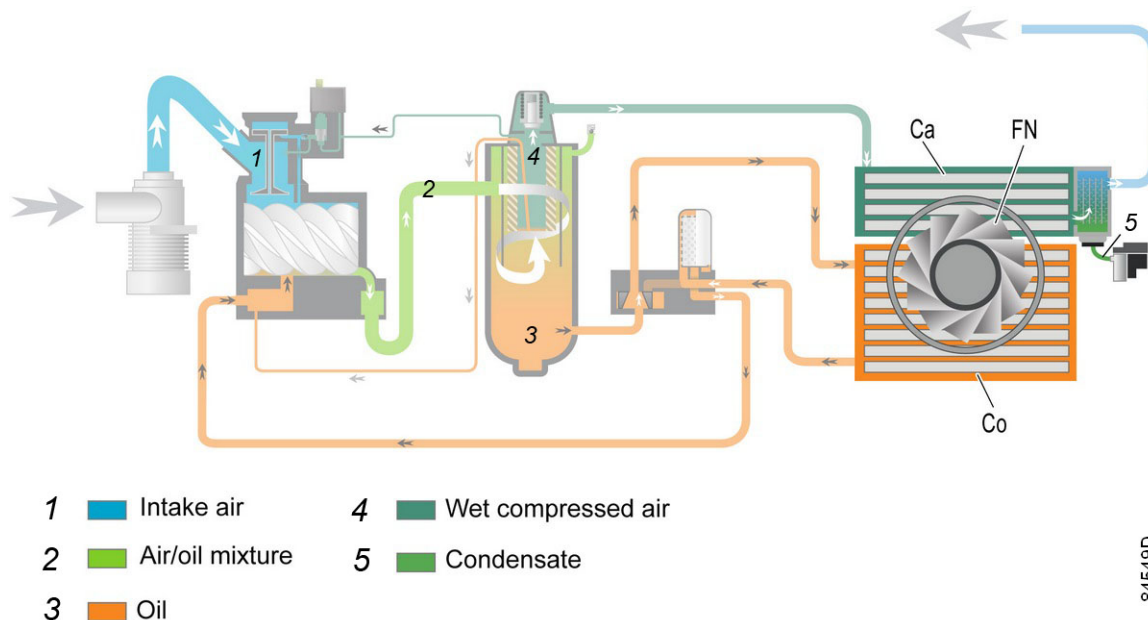 Ca
FN
1
4
2
5
3
Co
1 Intake air
4 Wet compressed air
2 Air/oil mixture
5 Condensate
3 Oil
84549D